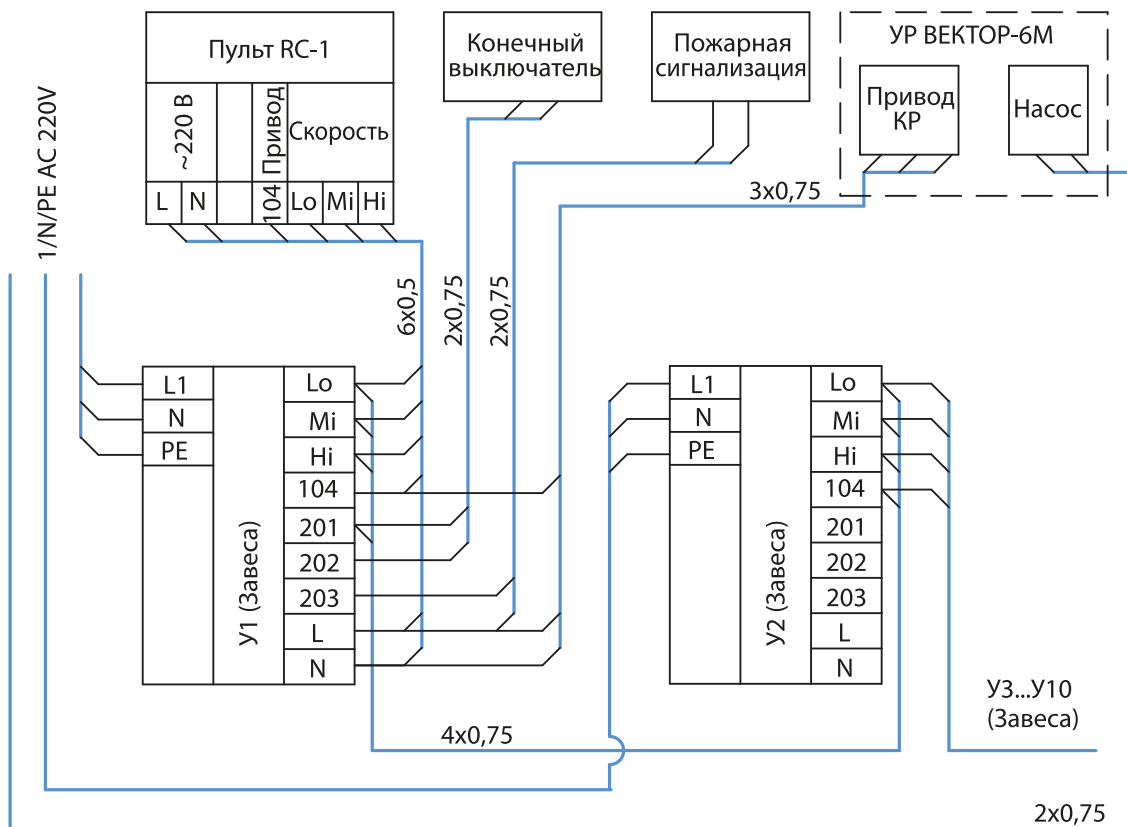 Пульт RC-1
~220 В
Привод
Скорость
L
N
104
Lo
Mi
Hi
Конечный
выключатель
Пожарная
сигнализация
УР ВЕКТОР-6М
Привод
КР
Насос
1/N/PE AC 220V
3x0,75
6x0,5
2x0,75
2x0,75
L1
N
PE
У1 (Завеса)
Lo
Mi
Hi
104
201
202
203
L
N
L1
N
PE
У2 (Завеса)
Lo
Mi
Hi
104
201
202
203
L
N
У3...У10
(Завеса)
4x0,75
2x0,75